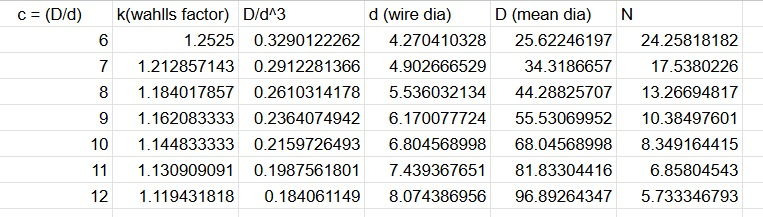 c = (D/d) k(wahlls factor) D/d^3 d (wire dia) D (mean dia) N
6 1.2525 0.3290122262 4.270410328 25.62246197 24.25818182
7 1.212857143 0.2912281366 4.902666529 34.3186657 17.5380226
8 1.184017857 0.2610314178 5.536032134 44.28825707 13.26694817
9 1.162083333 0.2364074942 6.170077724 55.53069952 10.38497601
10 1.144833333 0.2159726493 6.804568998 68.04568998 8.349164415
11 1.130909091 0.1987561801 7.439367651 81.83304416 6.85804543
12 1.119431818 0.184061149 8.074386956 96.89264347 5.733346793